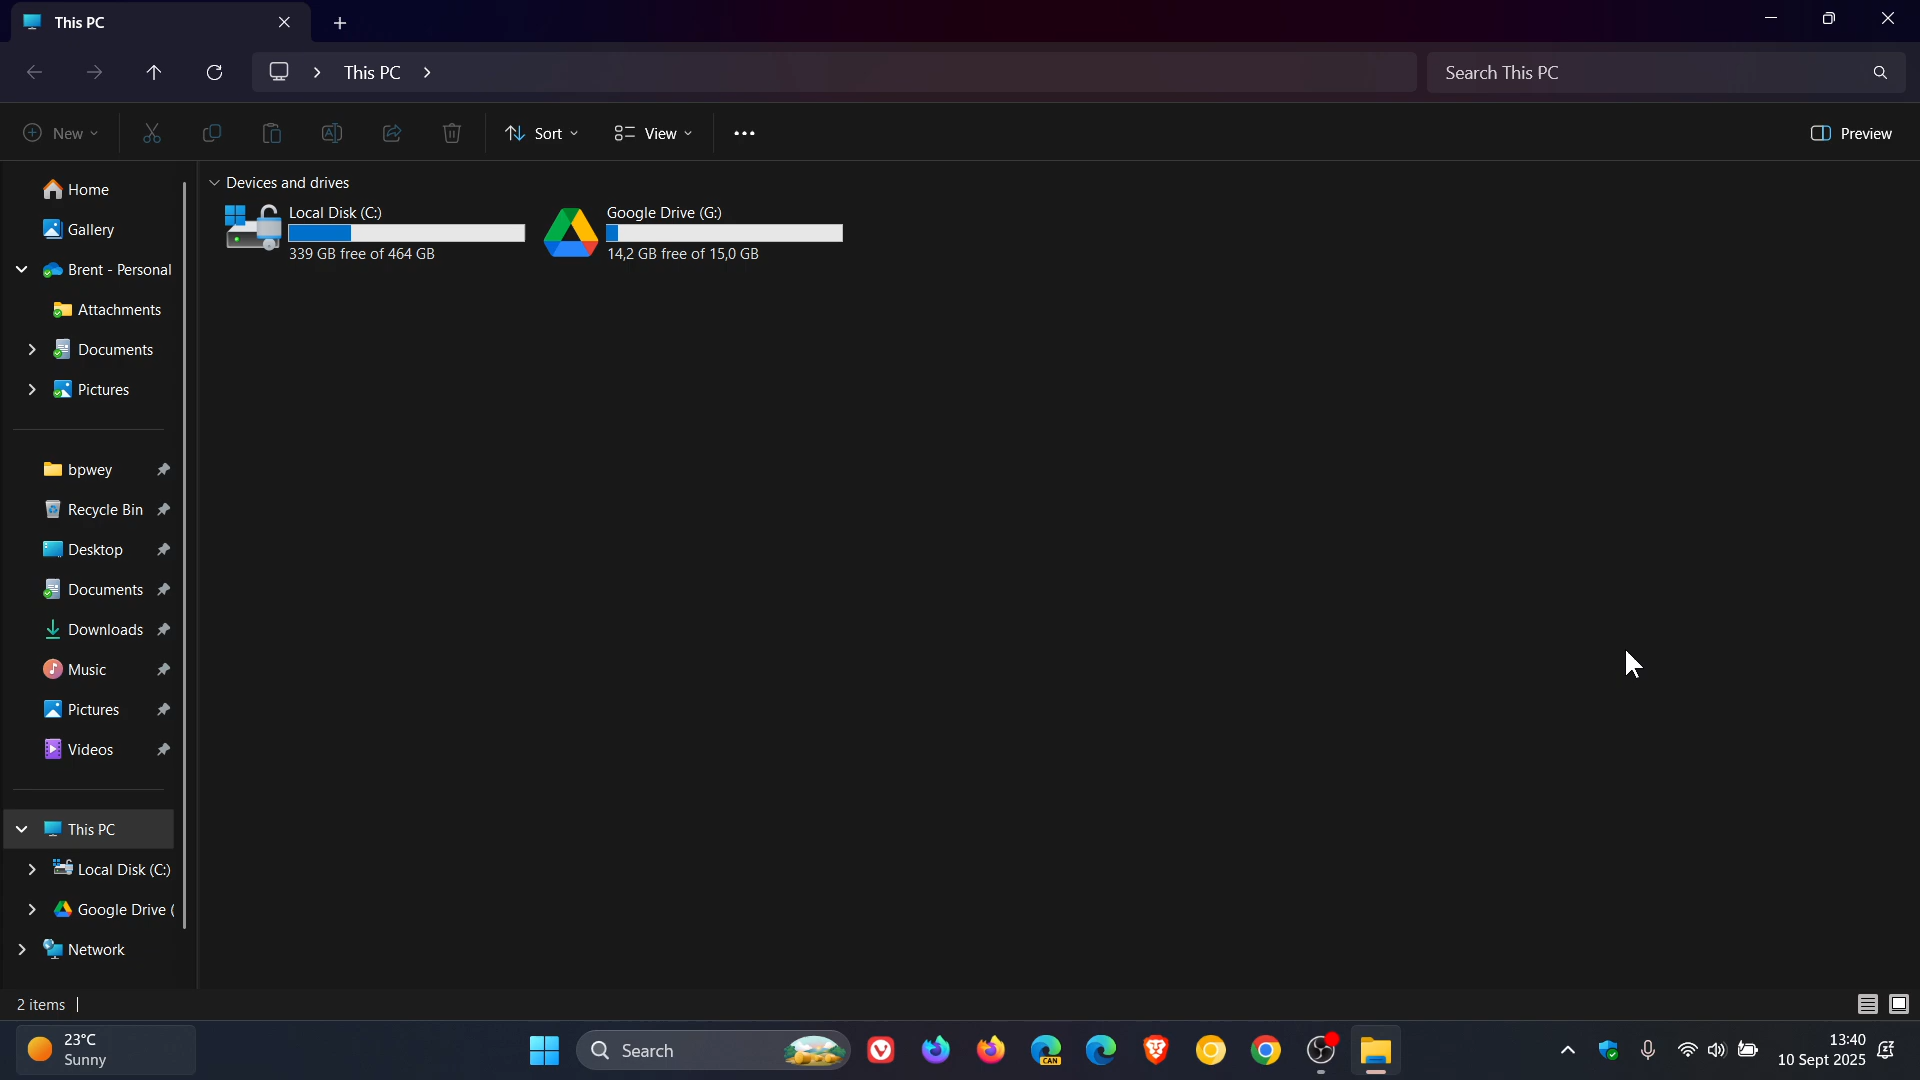 This PC
This PC
Search This PC
New
Sort
View
Preview
Home
Gallery
Brent - Personal
Attachments
Documents
Pictures
bpwey
Recycle Bin
Desktop
Documents
Downloads
Music
Pictures
Videos
This PC
Local Disk (C:)
Google Drive (
Network
Devices and drives
Local Disk (C:)
339 GB free of 464 GB
Google Drive (G:)
14,2 GB free of 15,0 GB
2 items
23°C
Sunny
Search
CAN
13:40
10 Sept 2025